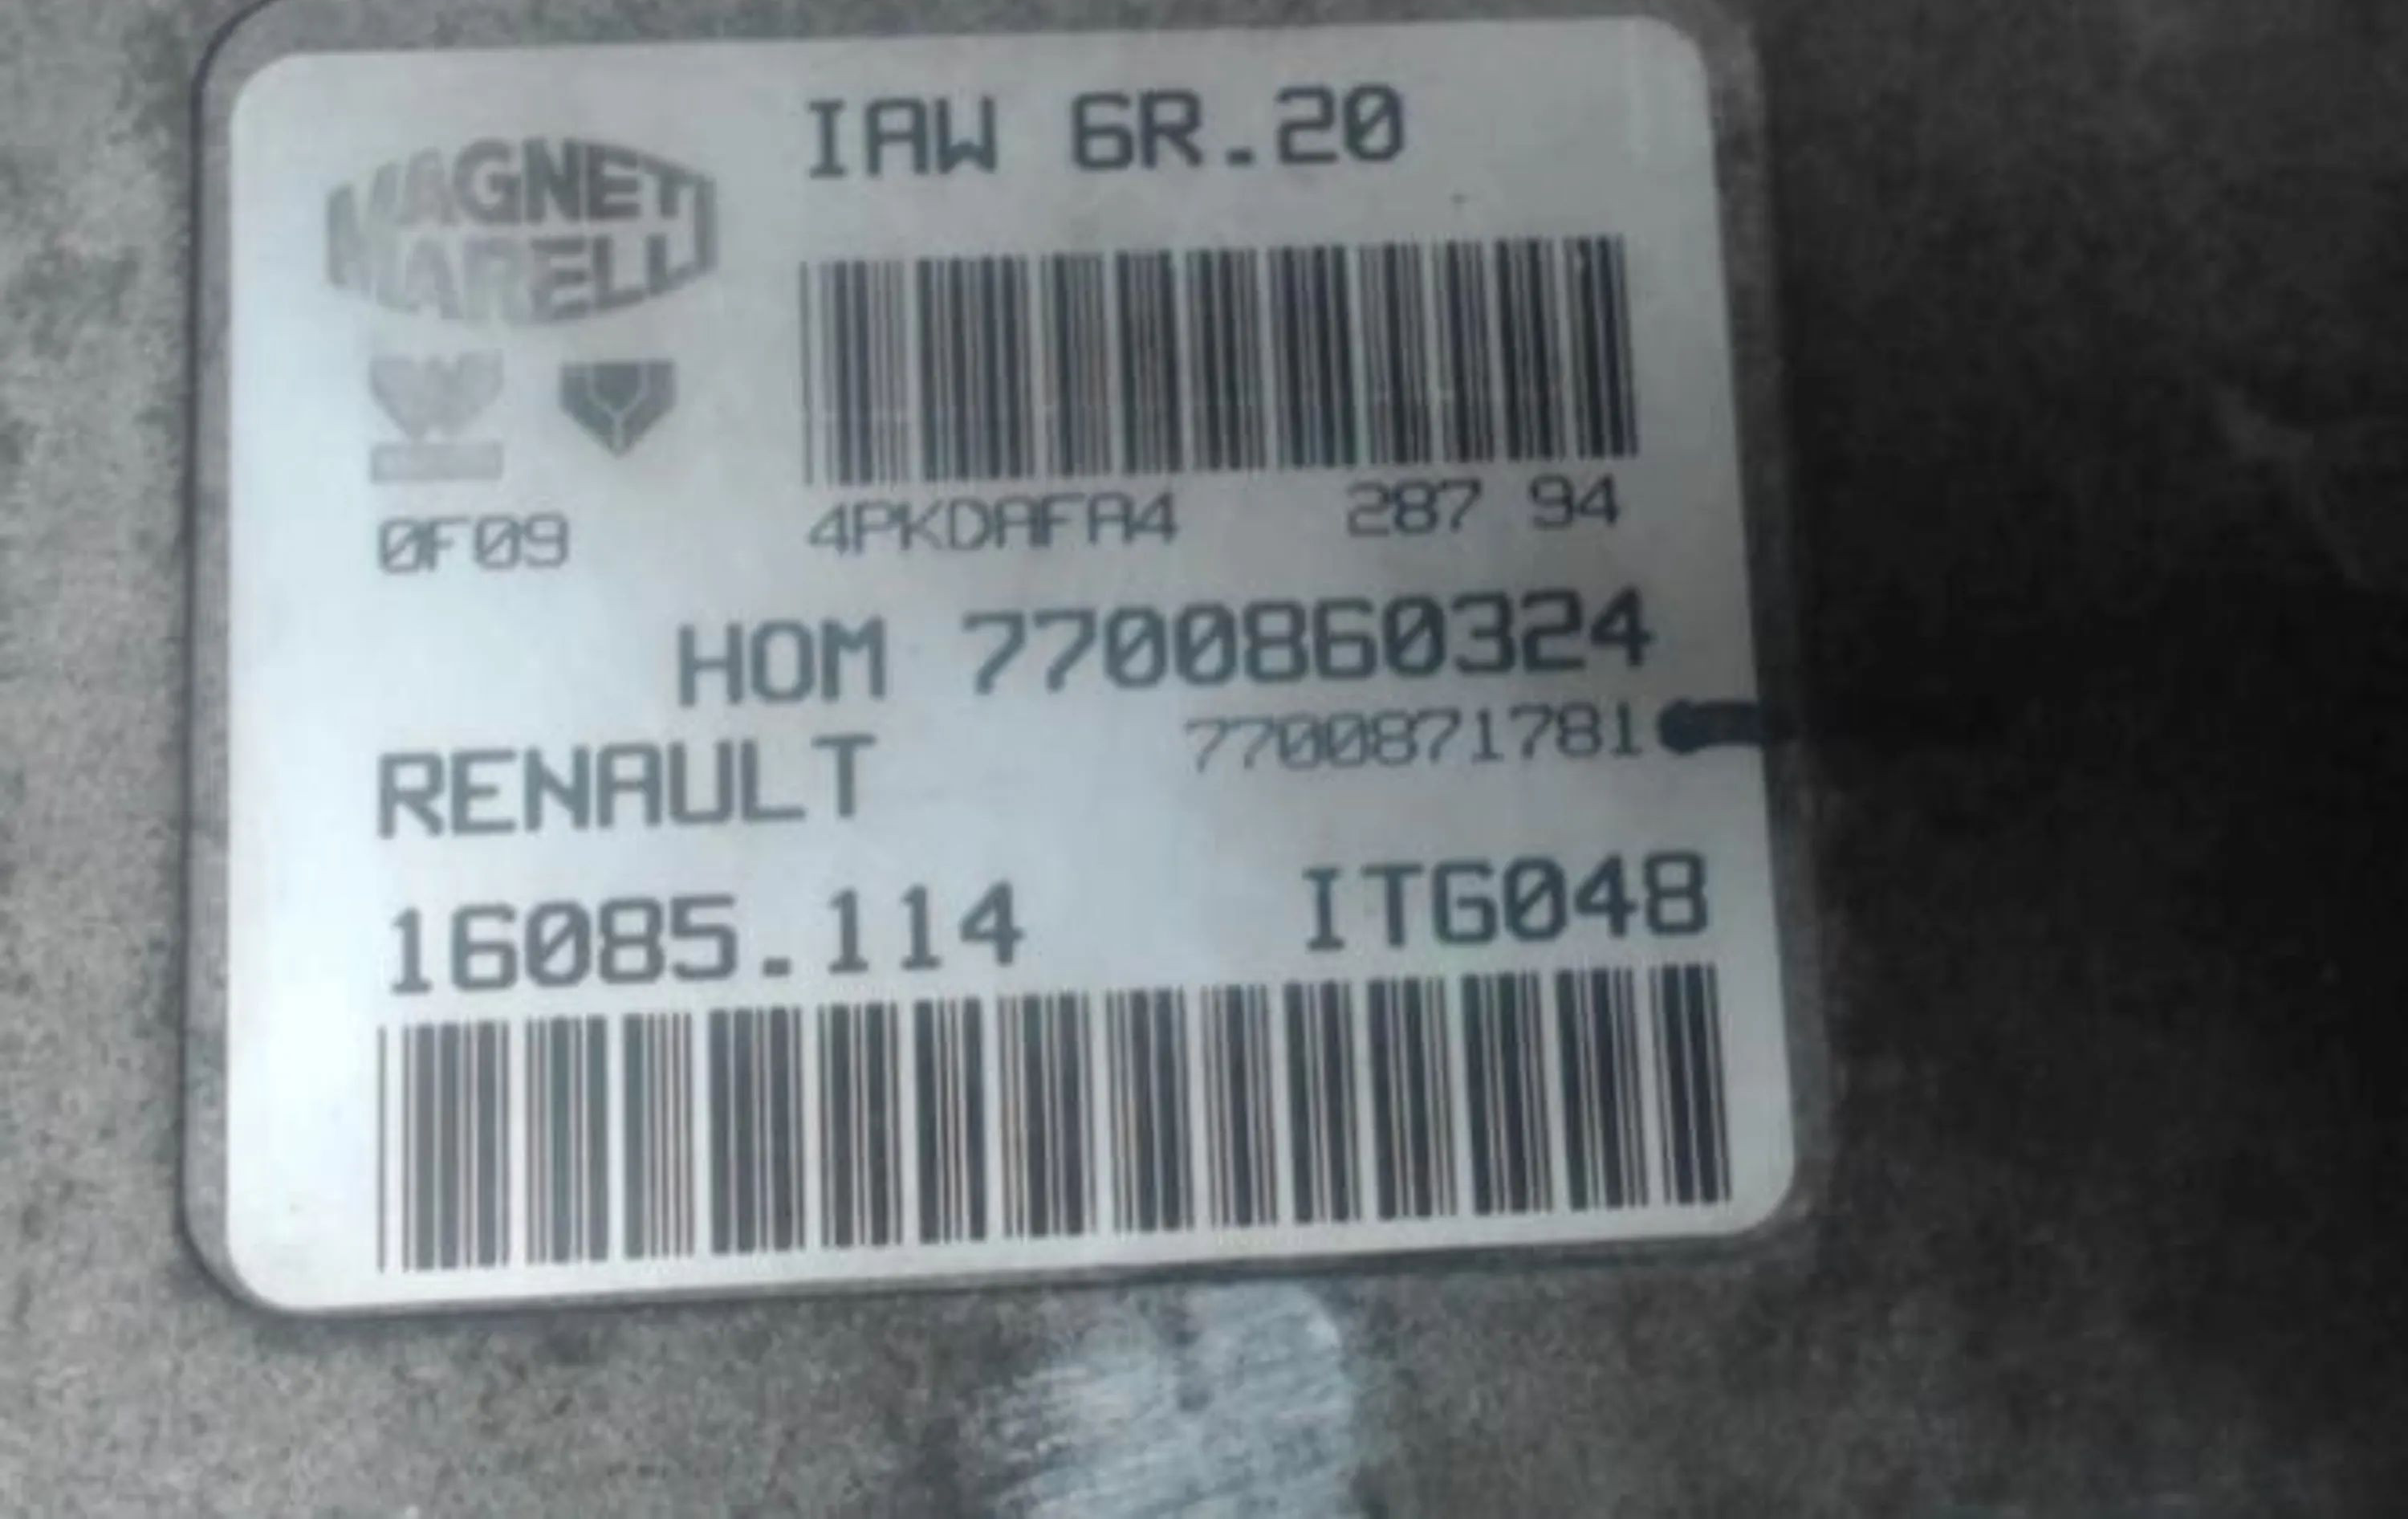 IAW 6R.20
MAGNETI
MARELLI
0F09
4PKDAFA4 287 94
HOM 7700860324
7700871781
RENAULT
16085.114 ITG048